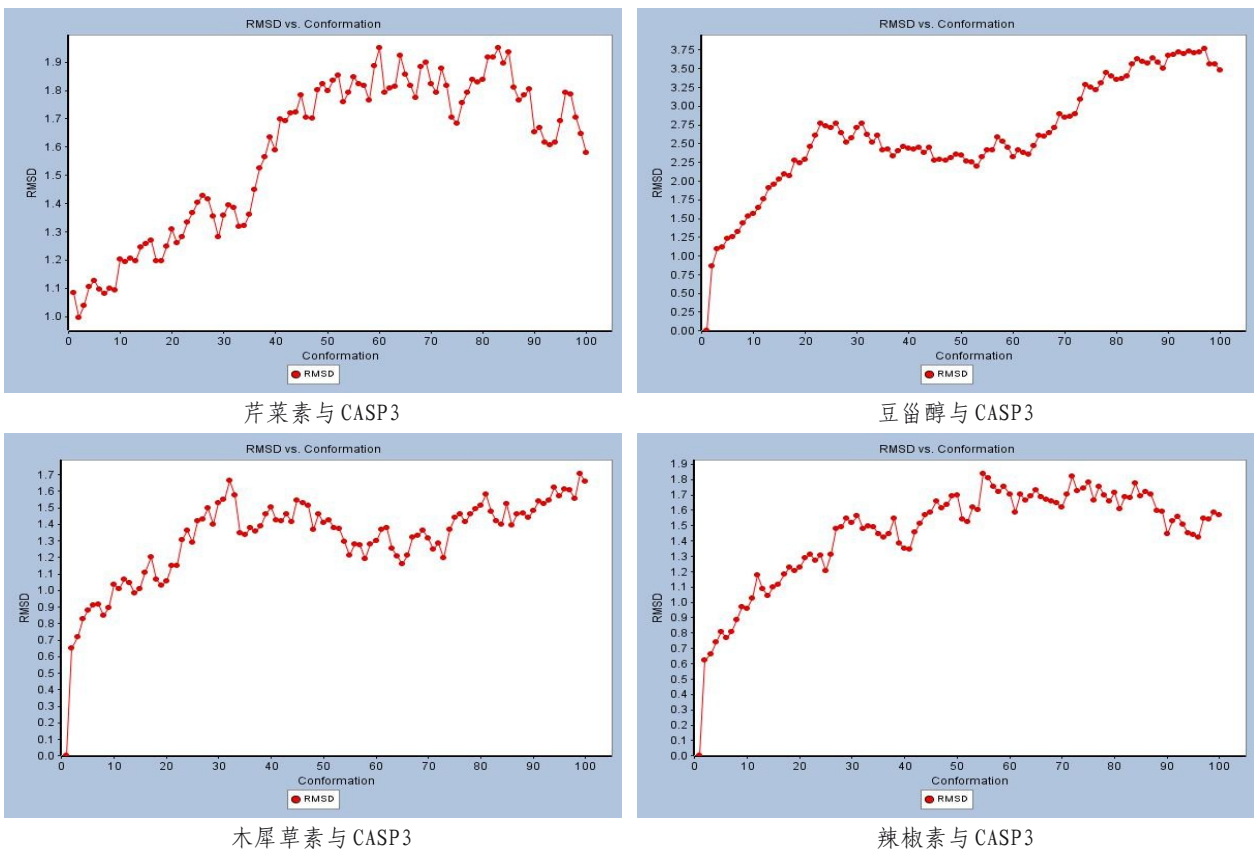 RMSD vs. Conformation
RMSD
1.9
1.8
1.7
1.6
1.5
1.4
1.3
1.2
1.1
1.0
0 10 20 30 40 50 60 70 80 90 100
Conformation
RMSD
芹菜素与CASP3
RMSD vs. Conformation
RMSD
3.75
3.50
3.25
3.00
2.75
2.50
2.25
2.00
1.75
1.50
1.25
1.00
0.75
0.50
0.25
0.00
0 10 20 30 40 50 60 70 80 90 100
Conformation
RMSD
豆甾醇与CASP3
RMSD vs. Conformation
RMSD
1.7
1.6
1.5
1.4
1.3
1.2
1.1
1.0
0.9
0.8
0.7
0.6
0.5
0.4
0.3
0.2
0.1
0.0
0 10 20 30 40 50 60 70 80 90 100
Conformation
RMSD
木犀草素与CASP3
RMSD vs. Conformation
RMSD
1.9
1.8
1.7
1.6
1.5
1.4
1.3
1.2
1.1
1.0
0.9
0.8
0.7
0.6
0.5
0.4
0.3
0.2
0.1
0.0
0 10 20 30 40 50 60 70 80 90 100
Conformation
RMSD
辣椒素与CASP3